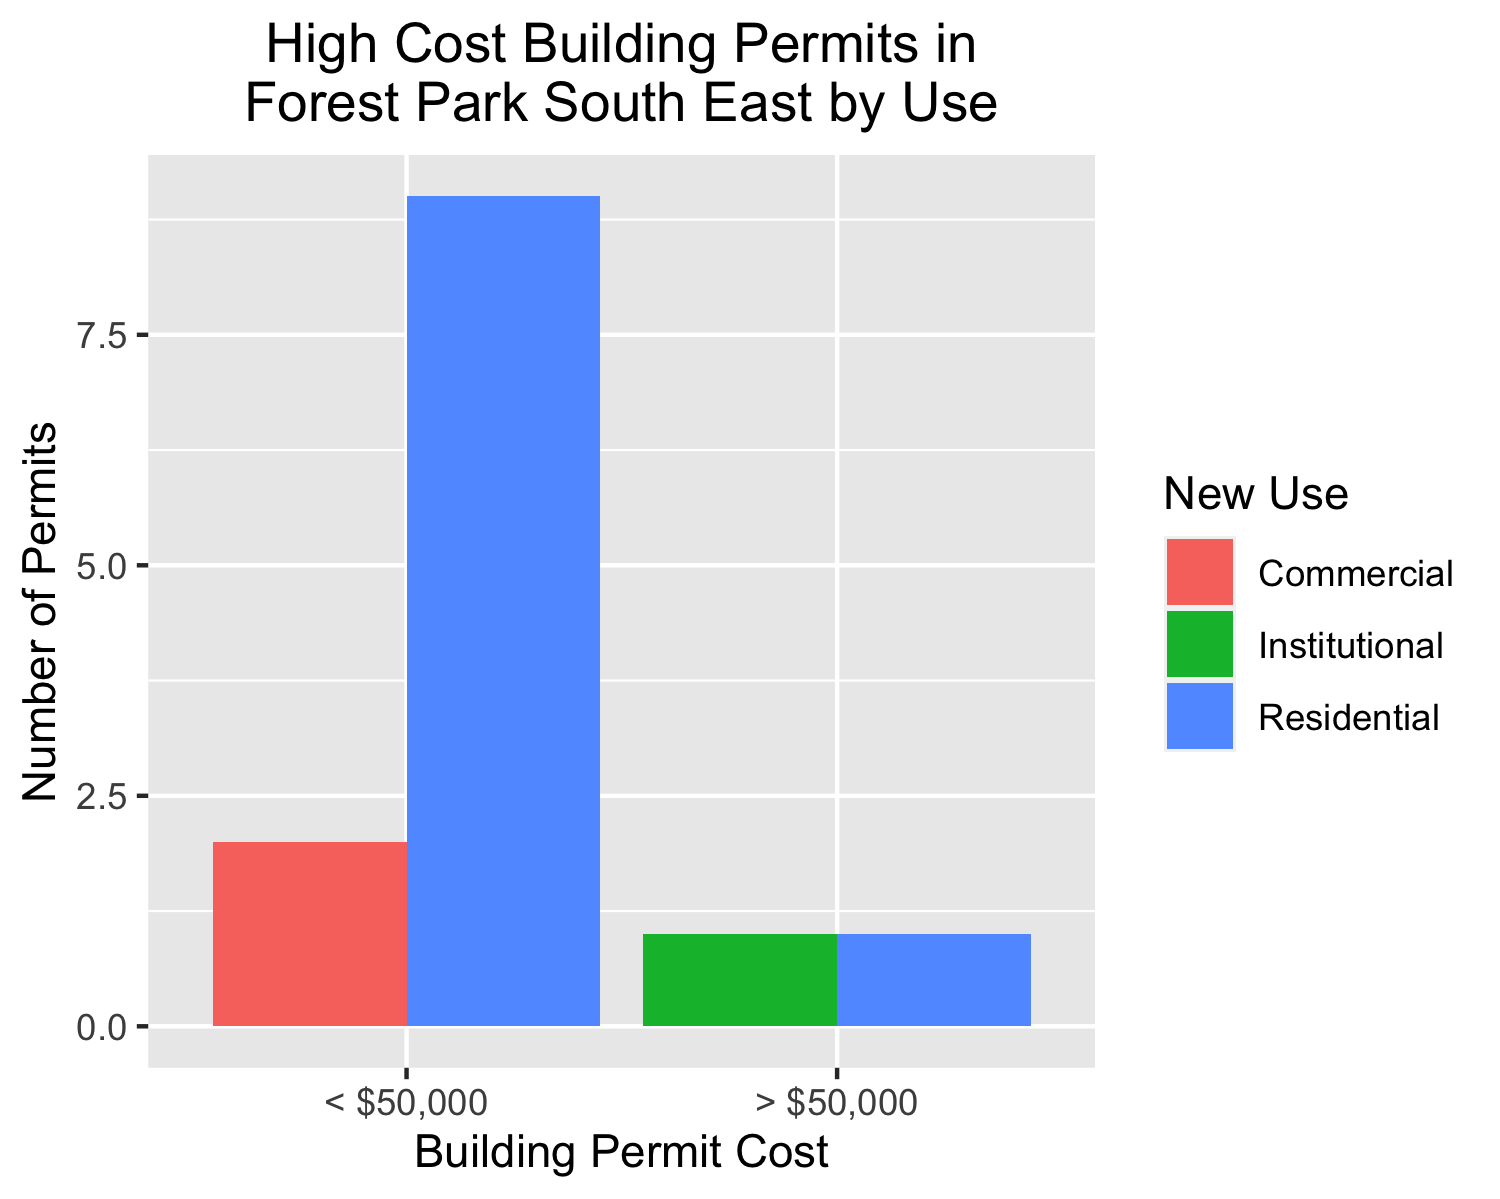 High Cost Building Permits in
Forest Park South East by Use
Number of Permits
7.5
5.0
2.5
0.0
< $50,000
> $50,000
Building Permit Cost
New Use
Commercial
Institutional
Residential